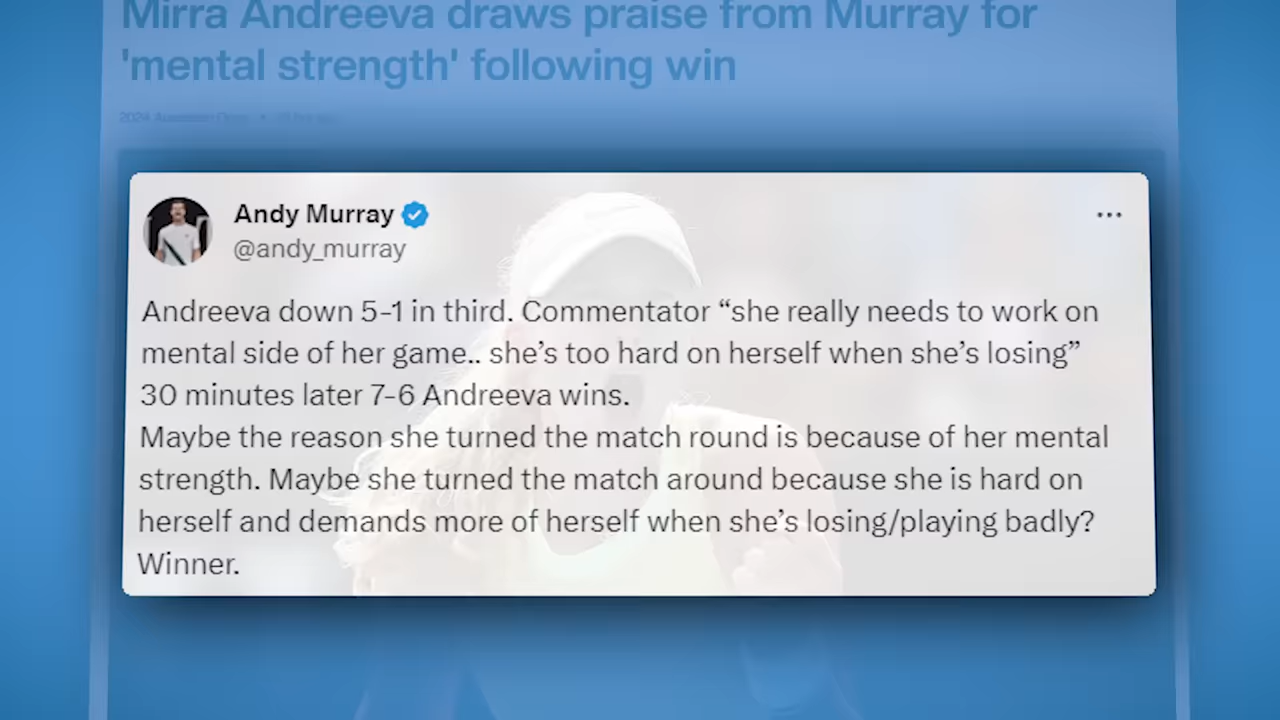 Mirra Andreeva draws praise from Murray for
'mental strength' following win
Andy Murray
@andy_murray
Andreeva down 5-1 in third. Commentator “she really needs to work on
mental side of her game.. she’s too hard on herself when she’s losing”
30 minutes later 7-6 Andreeva wins.
Maybe the reason she turned the match round is because of her mental
strength. Maybe she turned the match around because she is hard on
herself and demands more of herself when she’s losing/playing badly?
Winner.